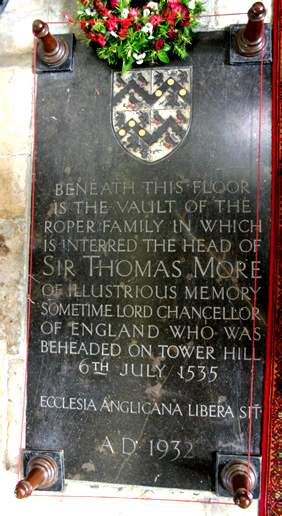 BENEATH THIS FLOOR
IS THE VAULT OF THE
ROPER FAMILY IN WHICH
IS INTERRED THE HEAD OF
SIR THOMAS MORE
OF ILLUSTRIOUS MEMORY
SOMETIME LORD CHANCELLOR
OF ENGLAND WHO WAS
BEHEADED ON TOWER HILL
6TH JULY 1535
ECCLESIA ANGLICANA LIBERA SIT
A·D· 1932